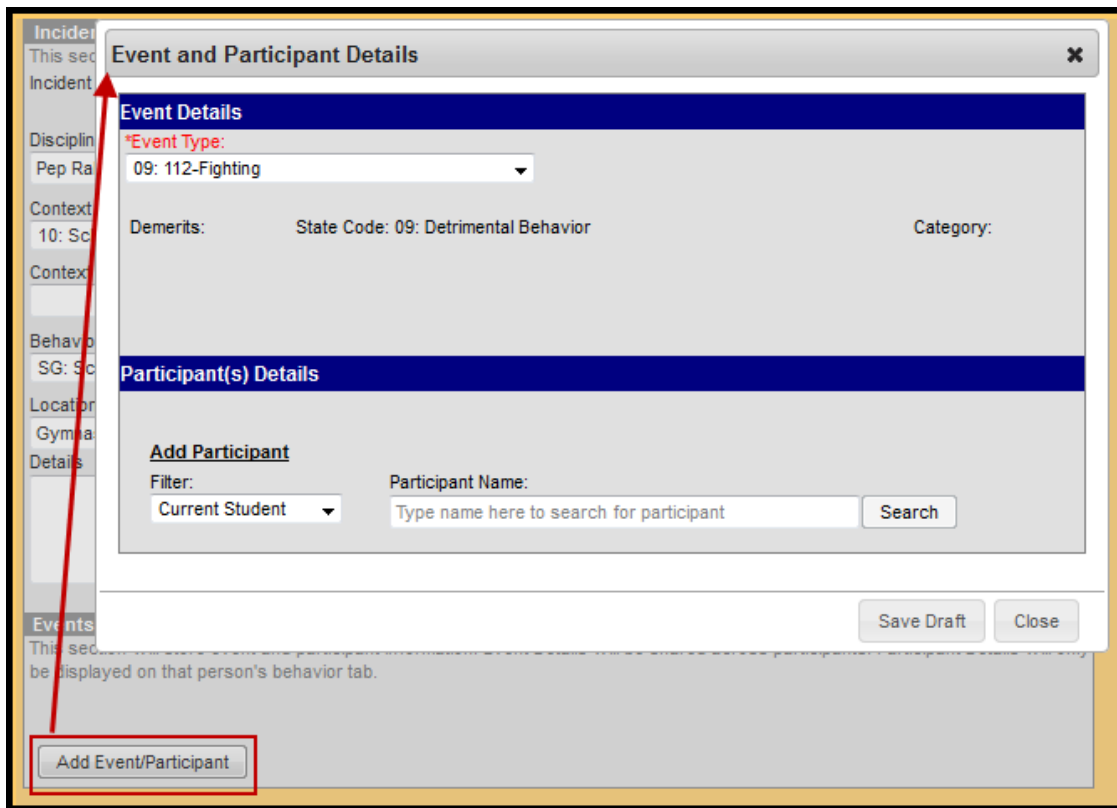 Incide
This sec
Incident
Disciplin
Pep Ra
Context
10: Sc
Context
Behavio
SG: Sc
Location
Gymnas
Details
Event and Participant Details
Event Details
*Event Type:
09: 112-Fighting
Demerits: State Code: 09: Detrimental Behavior Category:
Participant(s) Details
Add Participant
Filter: Participant Name:
Current Student Type name here to search for participant Search
Save Draft Close
Events
be displayed on that person's behavior tab.
Add Event/Participant